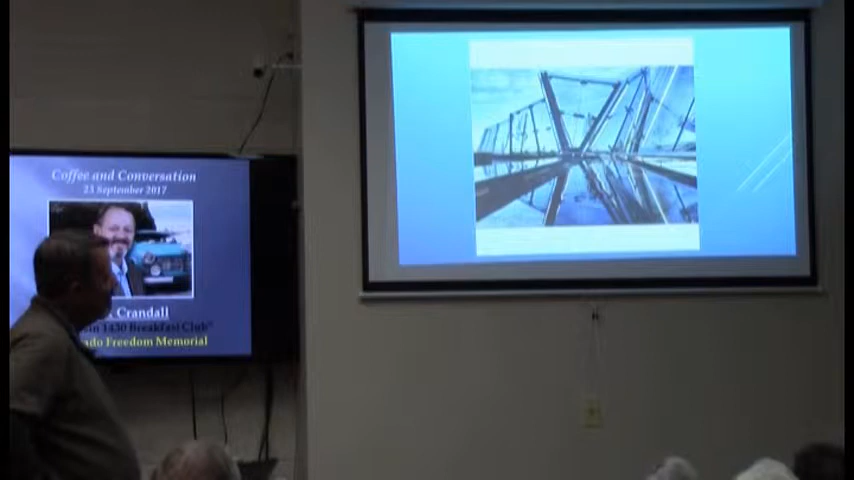 Coffee and Conversation
23 September 2017
Crandall
1430 Breakfast Club"
Freedom Memorial